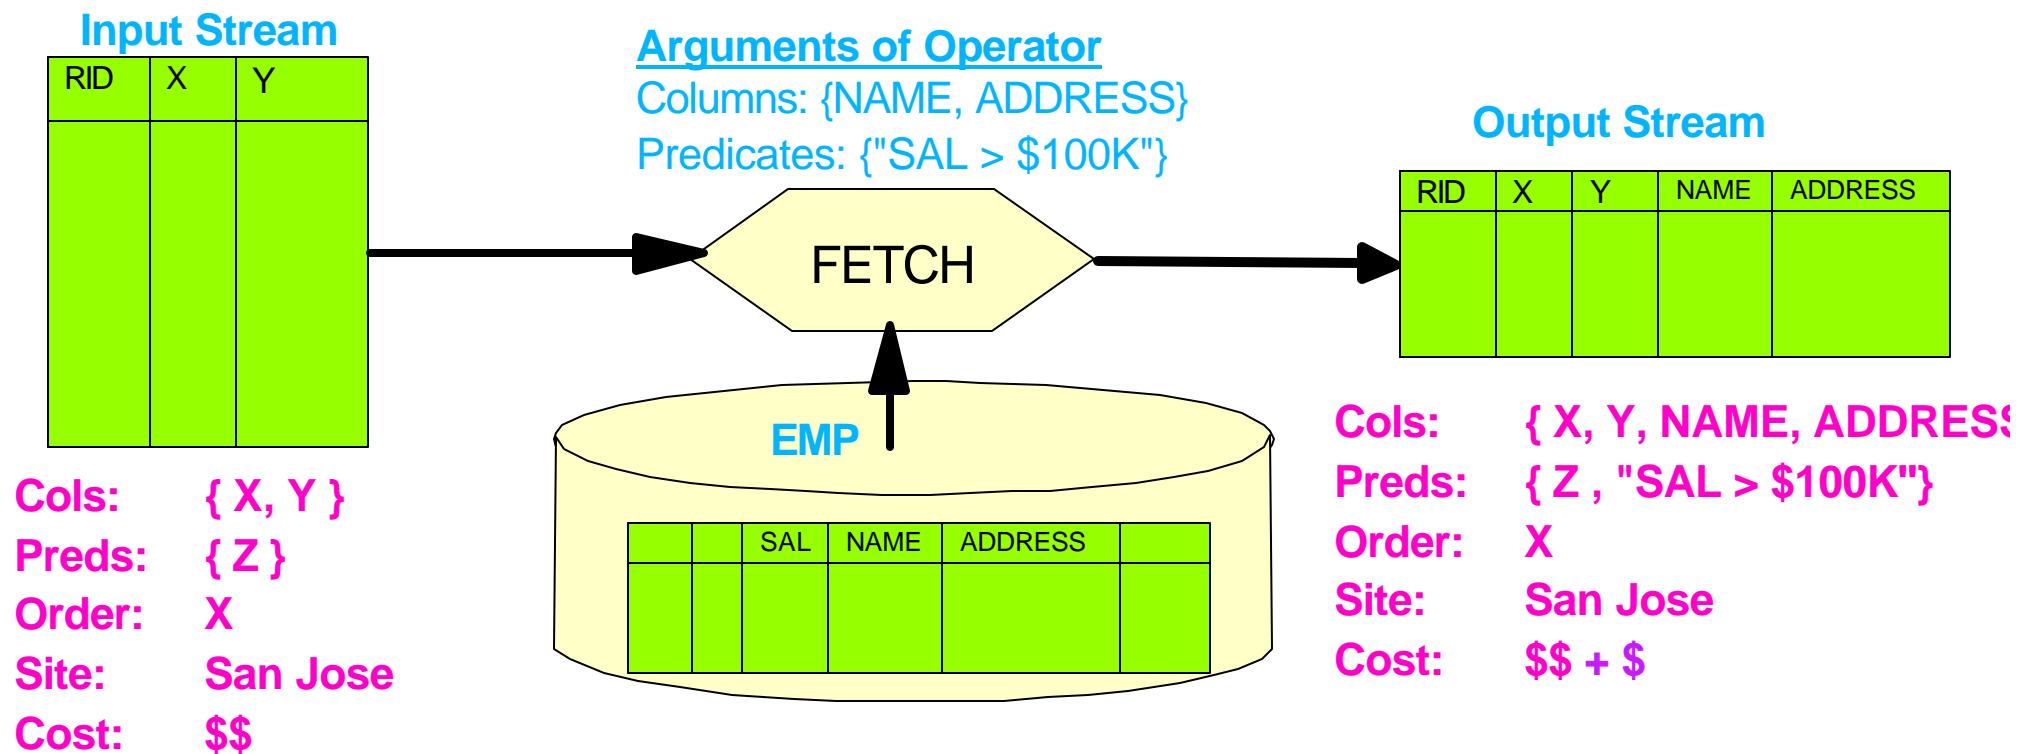 Input Stream
RID X Y
Cols: { X, Y }
Preds: { Z }
Order: X
Site: San Jose
Cost: $$
Arguments of Operator
Columns: {NAME, ADDRESS}
Predicates: {"SAL > $100K"}
FETCH
EMP
SAL NAME ADDRESS
Output Stream
RID X Y NAME ADDRESS
Cols: { X, Y, NAME, ADDRESS
Preds: { Z , "SAL > $100K"}
Order: X
Site: San Jose
Cost: $$ + $